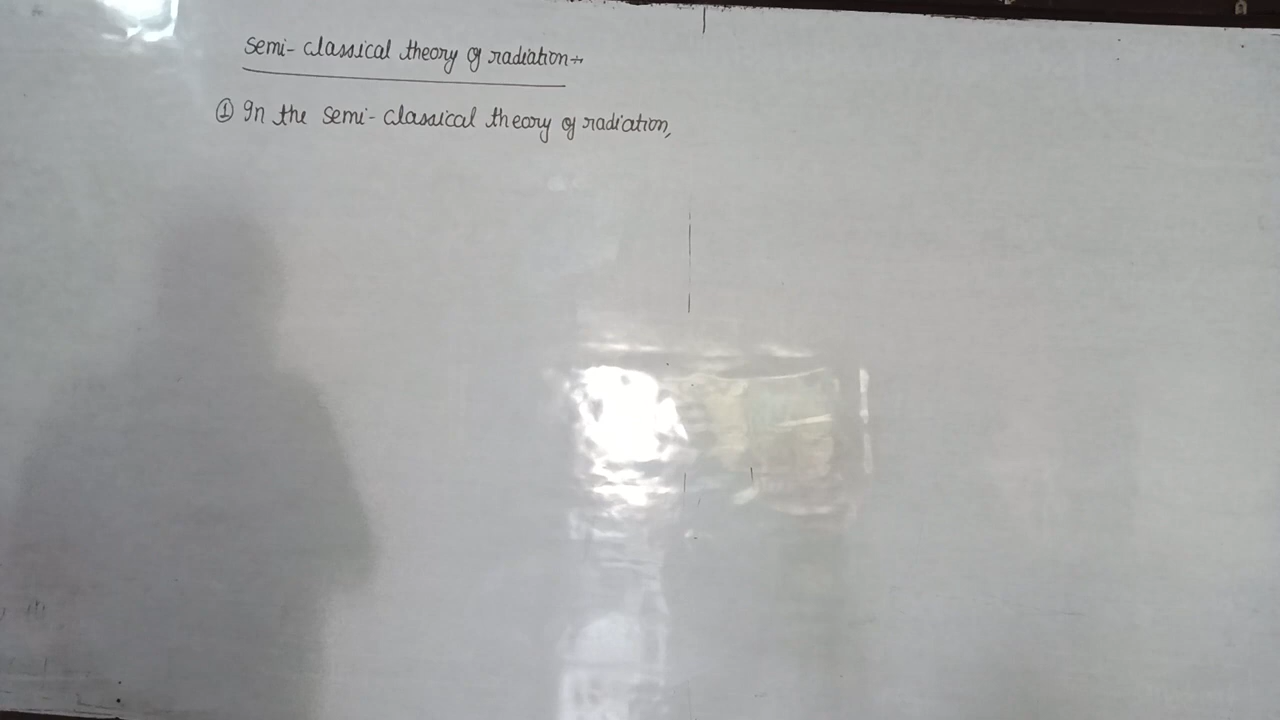 Semi-classical theory of radiation→
① In the semi-classical theory of radiation,